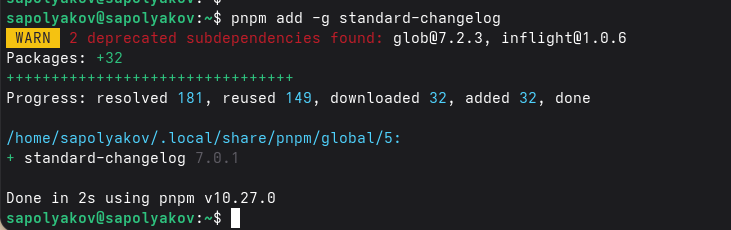 sapolyakov@sapolyakov:~$ pnpm add -g standard-changelog
WARN 2 deprecated subdependencies found: glob@7.2.3, inflight@1.0.6
Packages: +32
++++++++++++++++++++++++++++++++
Progress: resolved 181, reused 149, downloaded 32, added 32, done
/home/sapolyakov/.local/share/pnpm/global/5:
+ standard-changelog 7.0.1
Done in 2s using pnpm v10.27.0
sapolyakov@sapolyakov:~$